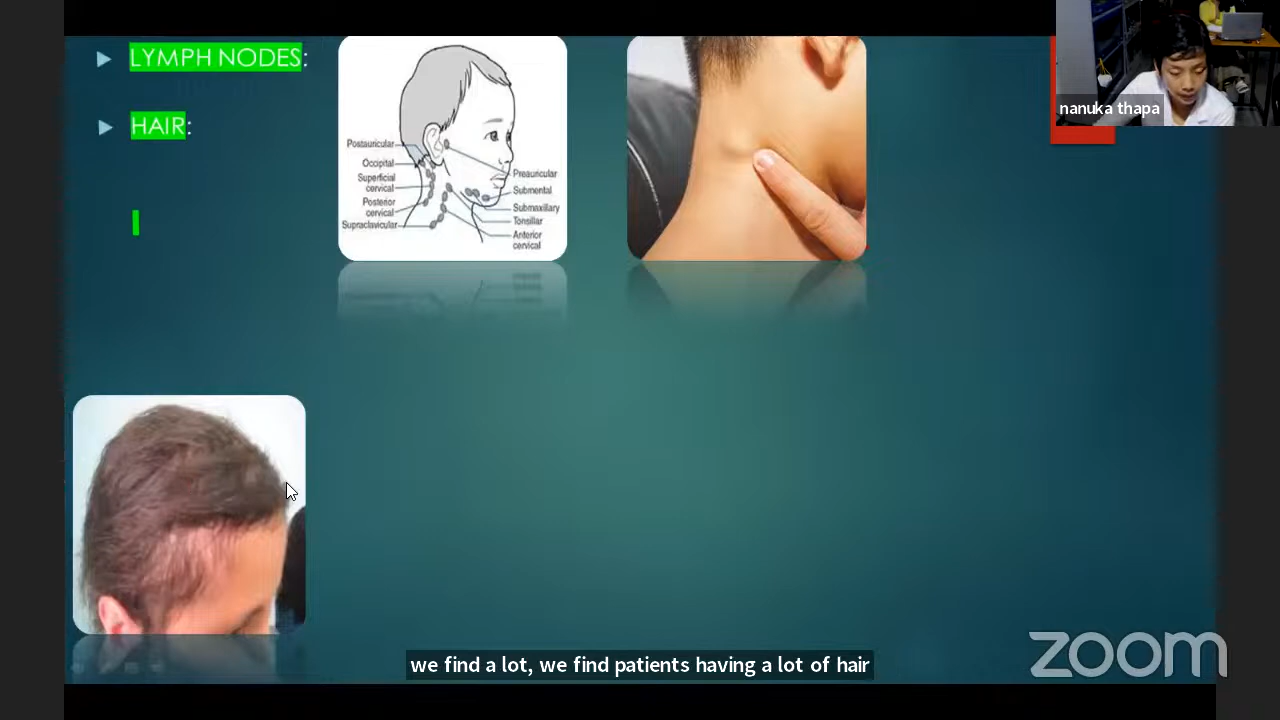 LYMPH NODES:
HAIR:
Postauricular
Occipital
Superficial
cervical
Posterior
cervical
Supraclavicular
Preauricular
Submental
Submaxillary
Tonsillar
Anterior
cervical
nanuka thapa
we find a lot, we find patients having a lot of hair
zoom